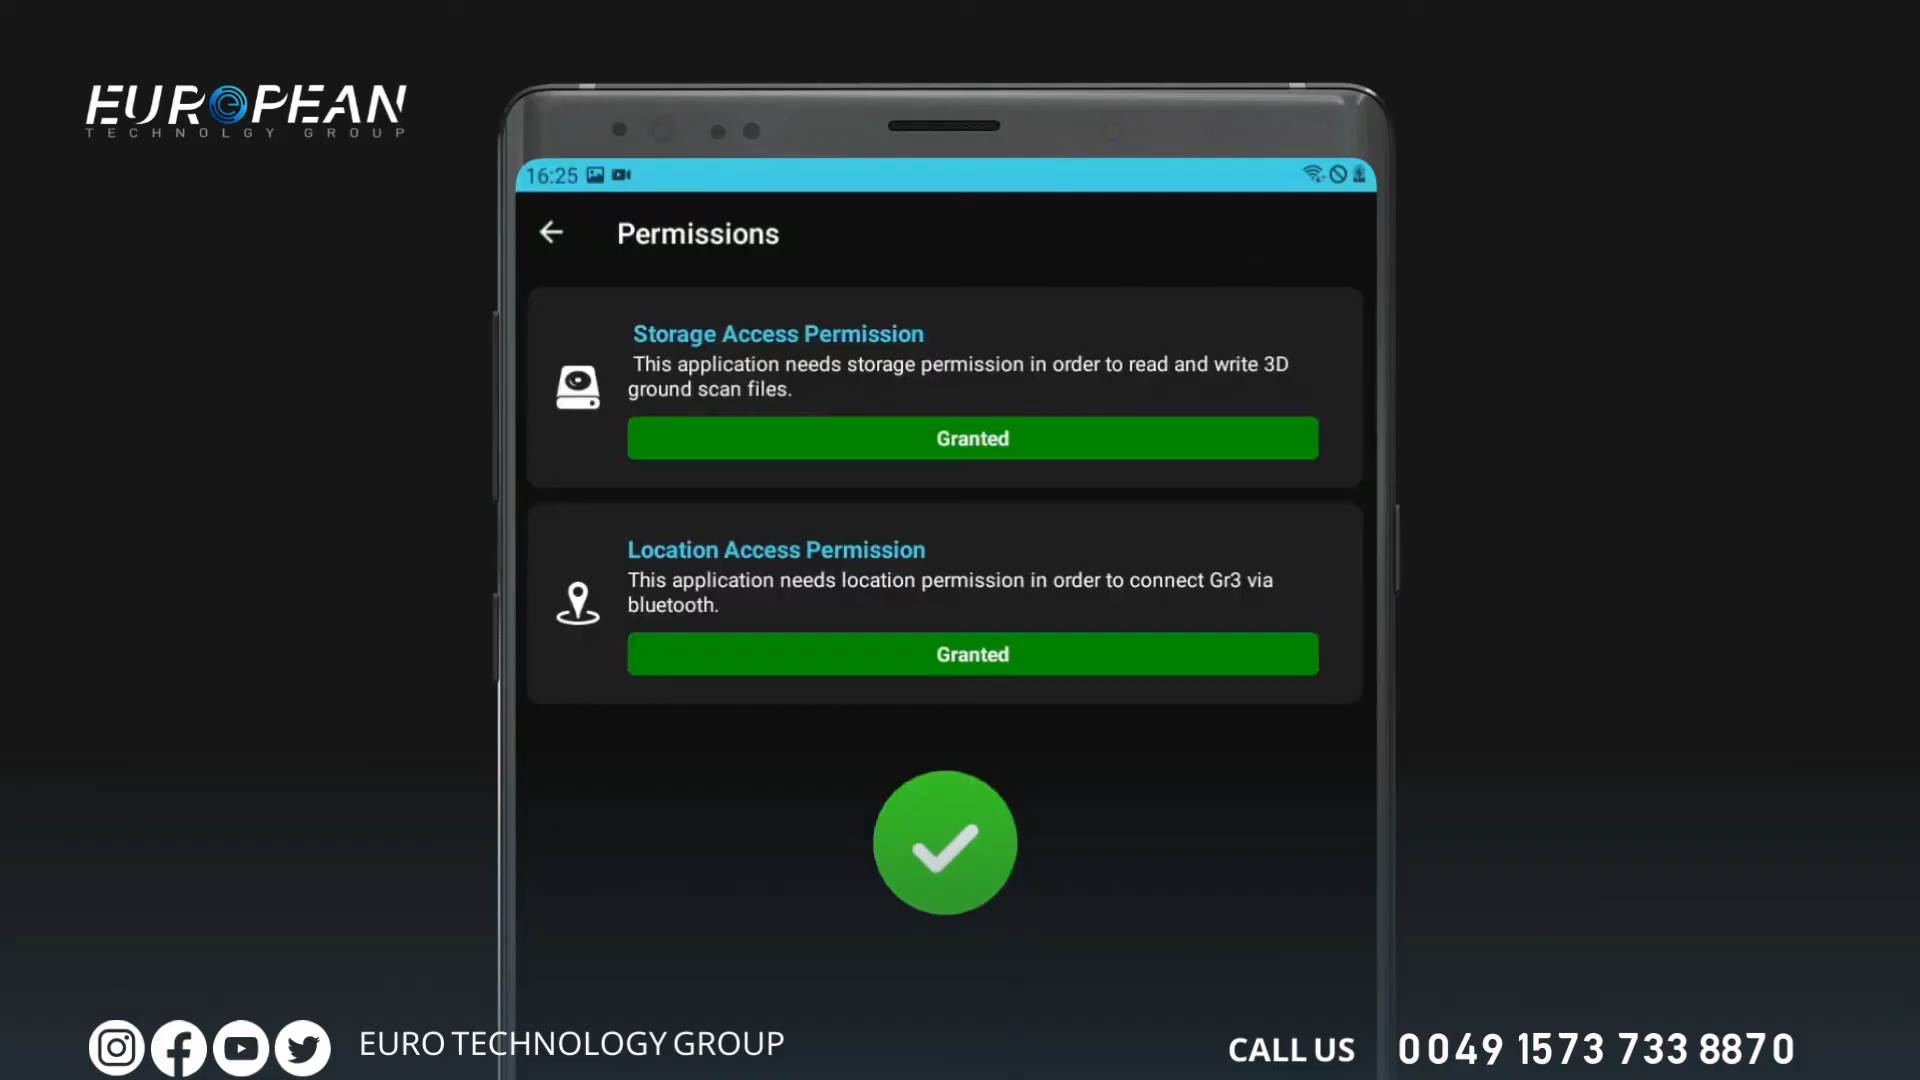 EUROPEAN
TECHNOLGY GROUP
16:25
Permissions
Storage Access Permission
This application needs storage permission in order to read and write 3D
ground scan files.
Granted
Location Access Permission
This application needs location permission in order to connect Gr3 via
bluetooth.
Granted
EURO TECHNOLOGY GROUP
CALL US 0049 1573 733 8870